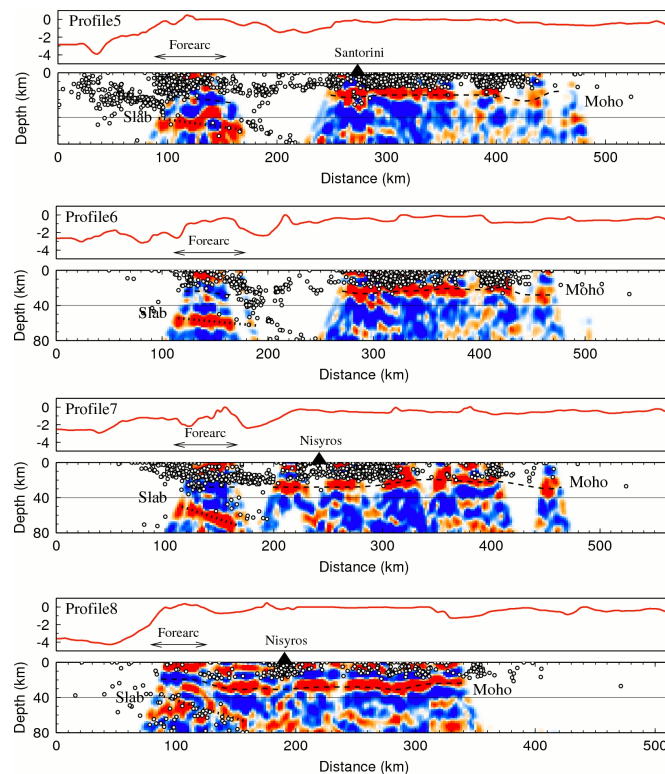 Profile5
Forearc
0
-2
-4
Santorini
0
40
80
Depth (km)
Slab
Moho
0 100 200 300 400 500
Distance (km)
Profile6
Forearc
0
-2
-4
0
40
80
Depth (km)
Slab
Moho
0 100 200 300 400 500
Distance (km)
Profile7
Forearc
0
-2
-4
Nisyros
0
40
80
Depth (km)
Slab
Moho
0 100 200 300 400 500
Distance (km)
Profile8
Forearc
0
-2
-4
Nisyros
0
40
80
Depth (km)
Slab
Moho
0 100 200 300 400 500
Distance (km)